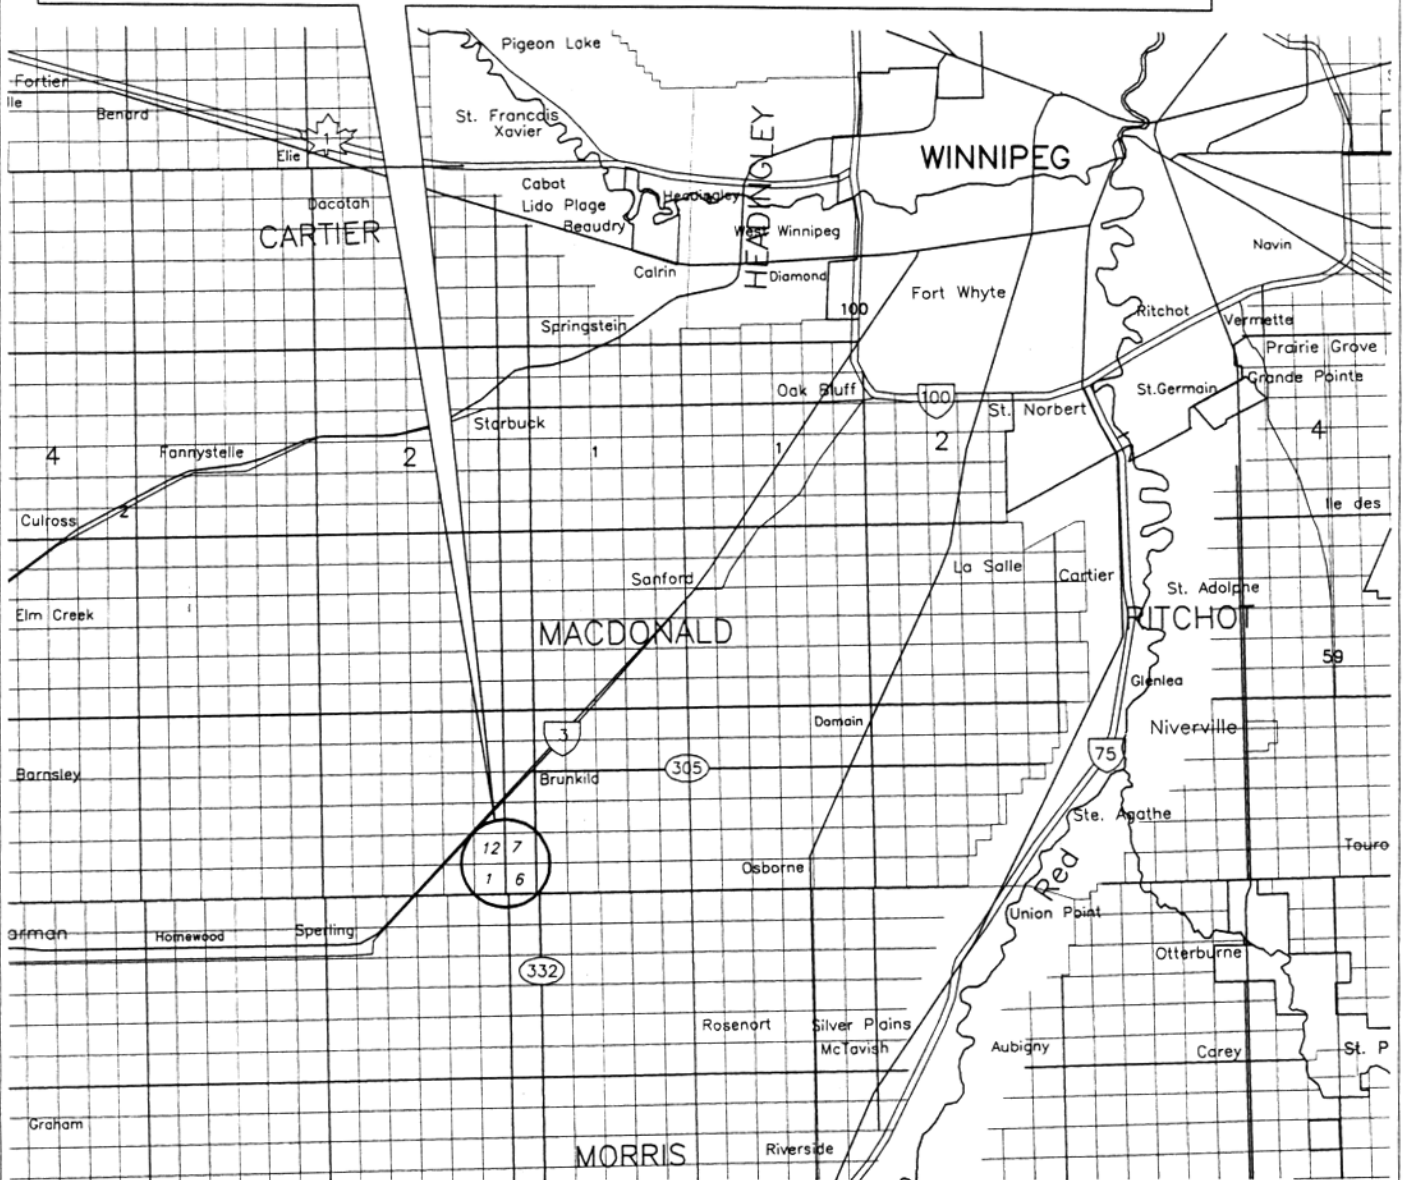 Pigeon Lake
Fortier
lle
Benard
1
Elie
St. Francois
Xavier
WINNIPEG
HEADINGLEY
Cabot
Headingley
Dacotah
Lido Plage
CARTIER
Beaudry
West Winnipeg
Navin
Calrin
Diamond
Fort Whyte
100
Ritchot
Vermette
Springstein
Prairie Grove
Grande Pointe
Oak Bluff
100
St.Germain
St. Norbert
Starbuck
4
Fannystelle
2
1
1
2
4
Culross
2
Ile des
Sanford
La Salle
Cartier
St. Adolphe
Elm Creek
MACDONALD
RITCHOT
59
Glenlea
Domain
Niverville
3
75
Barnsley
Brunkild
305
Ste. Agathe
12 7
1 6
Osborne
Red
Touro
Union Point
arman
Homewood
Sperling
Otterburne
332
Rosenort
Silver Plains
McTavish
Aubigny
Carey
St. P
Graham
MORRIS
Riverside